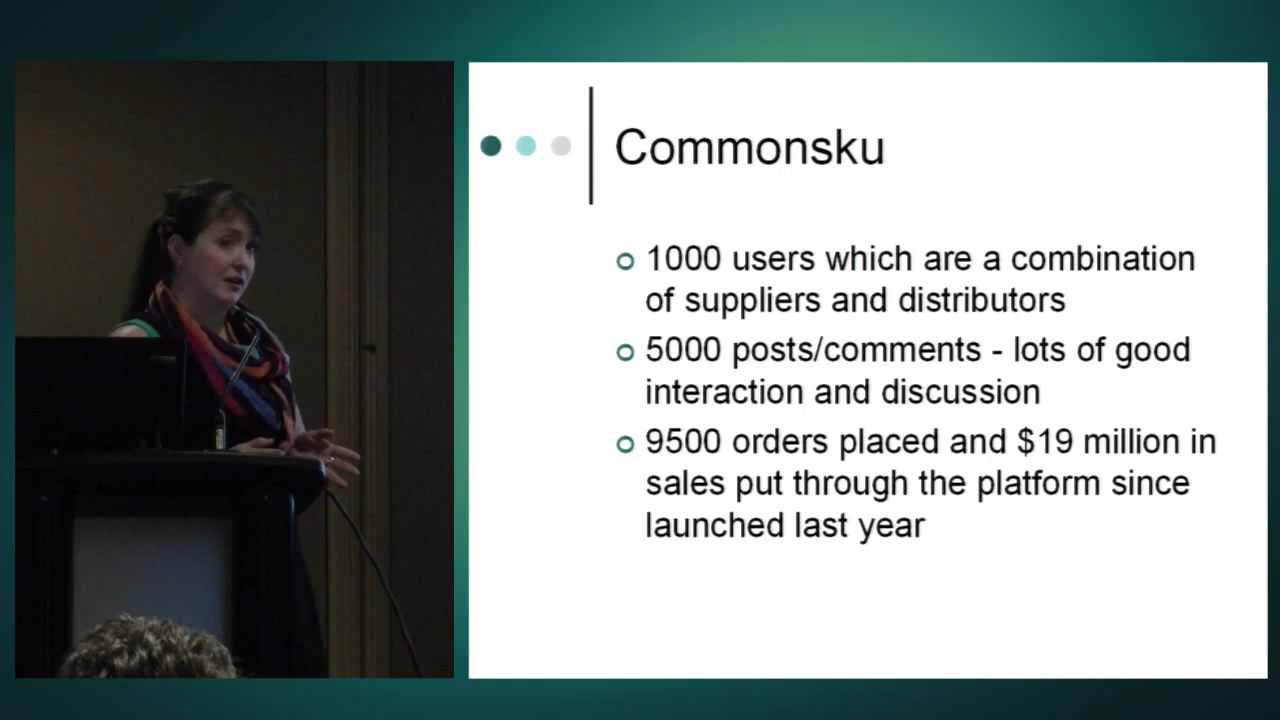 Commonsku
1000 users which are a combination
of suppliers and distributors
5000 posts/comments - lots of good
interaction and discussion
9500 orders placed and $19 million in
sales put through the platform since
launched last year